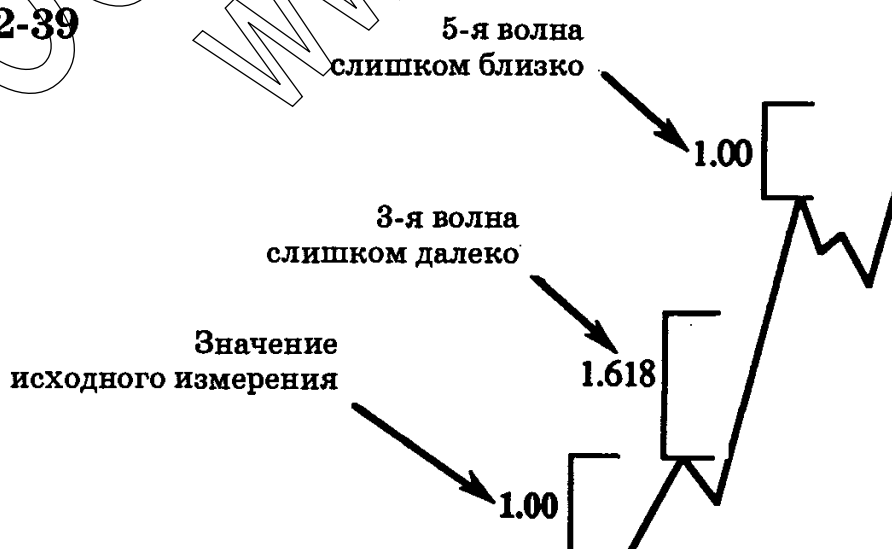 2-39
5-я волна
слишком близко
1.00
3-я волна
слишком далеко
1.618
Значение
исходного измерения
1.00